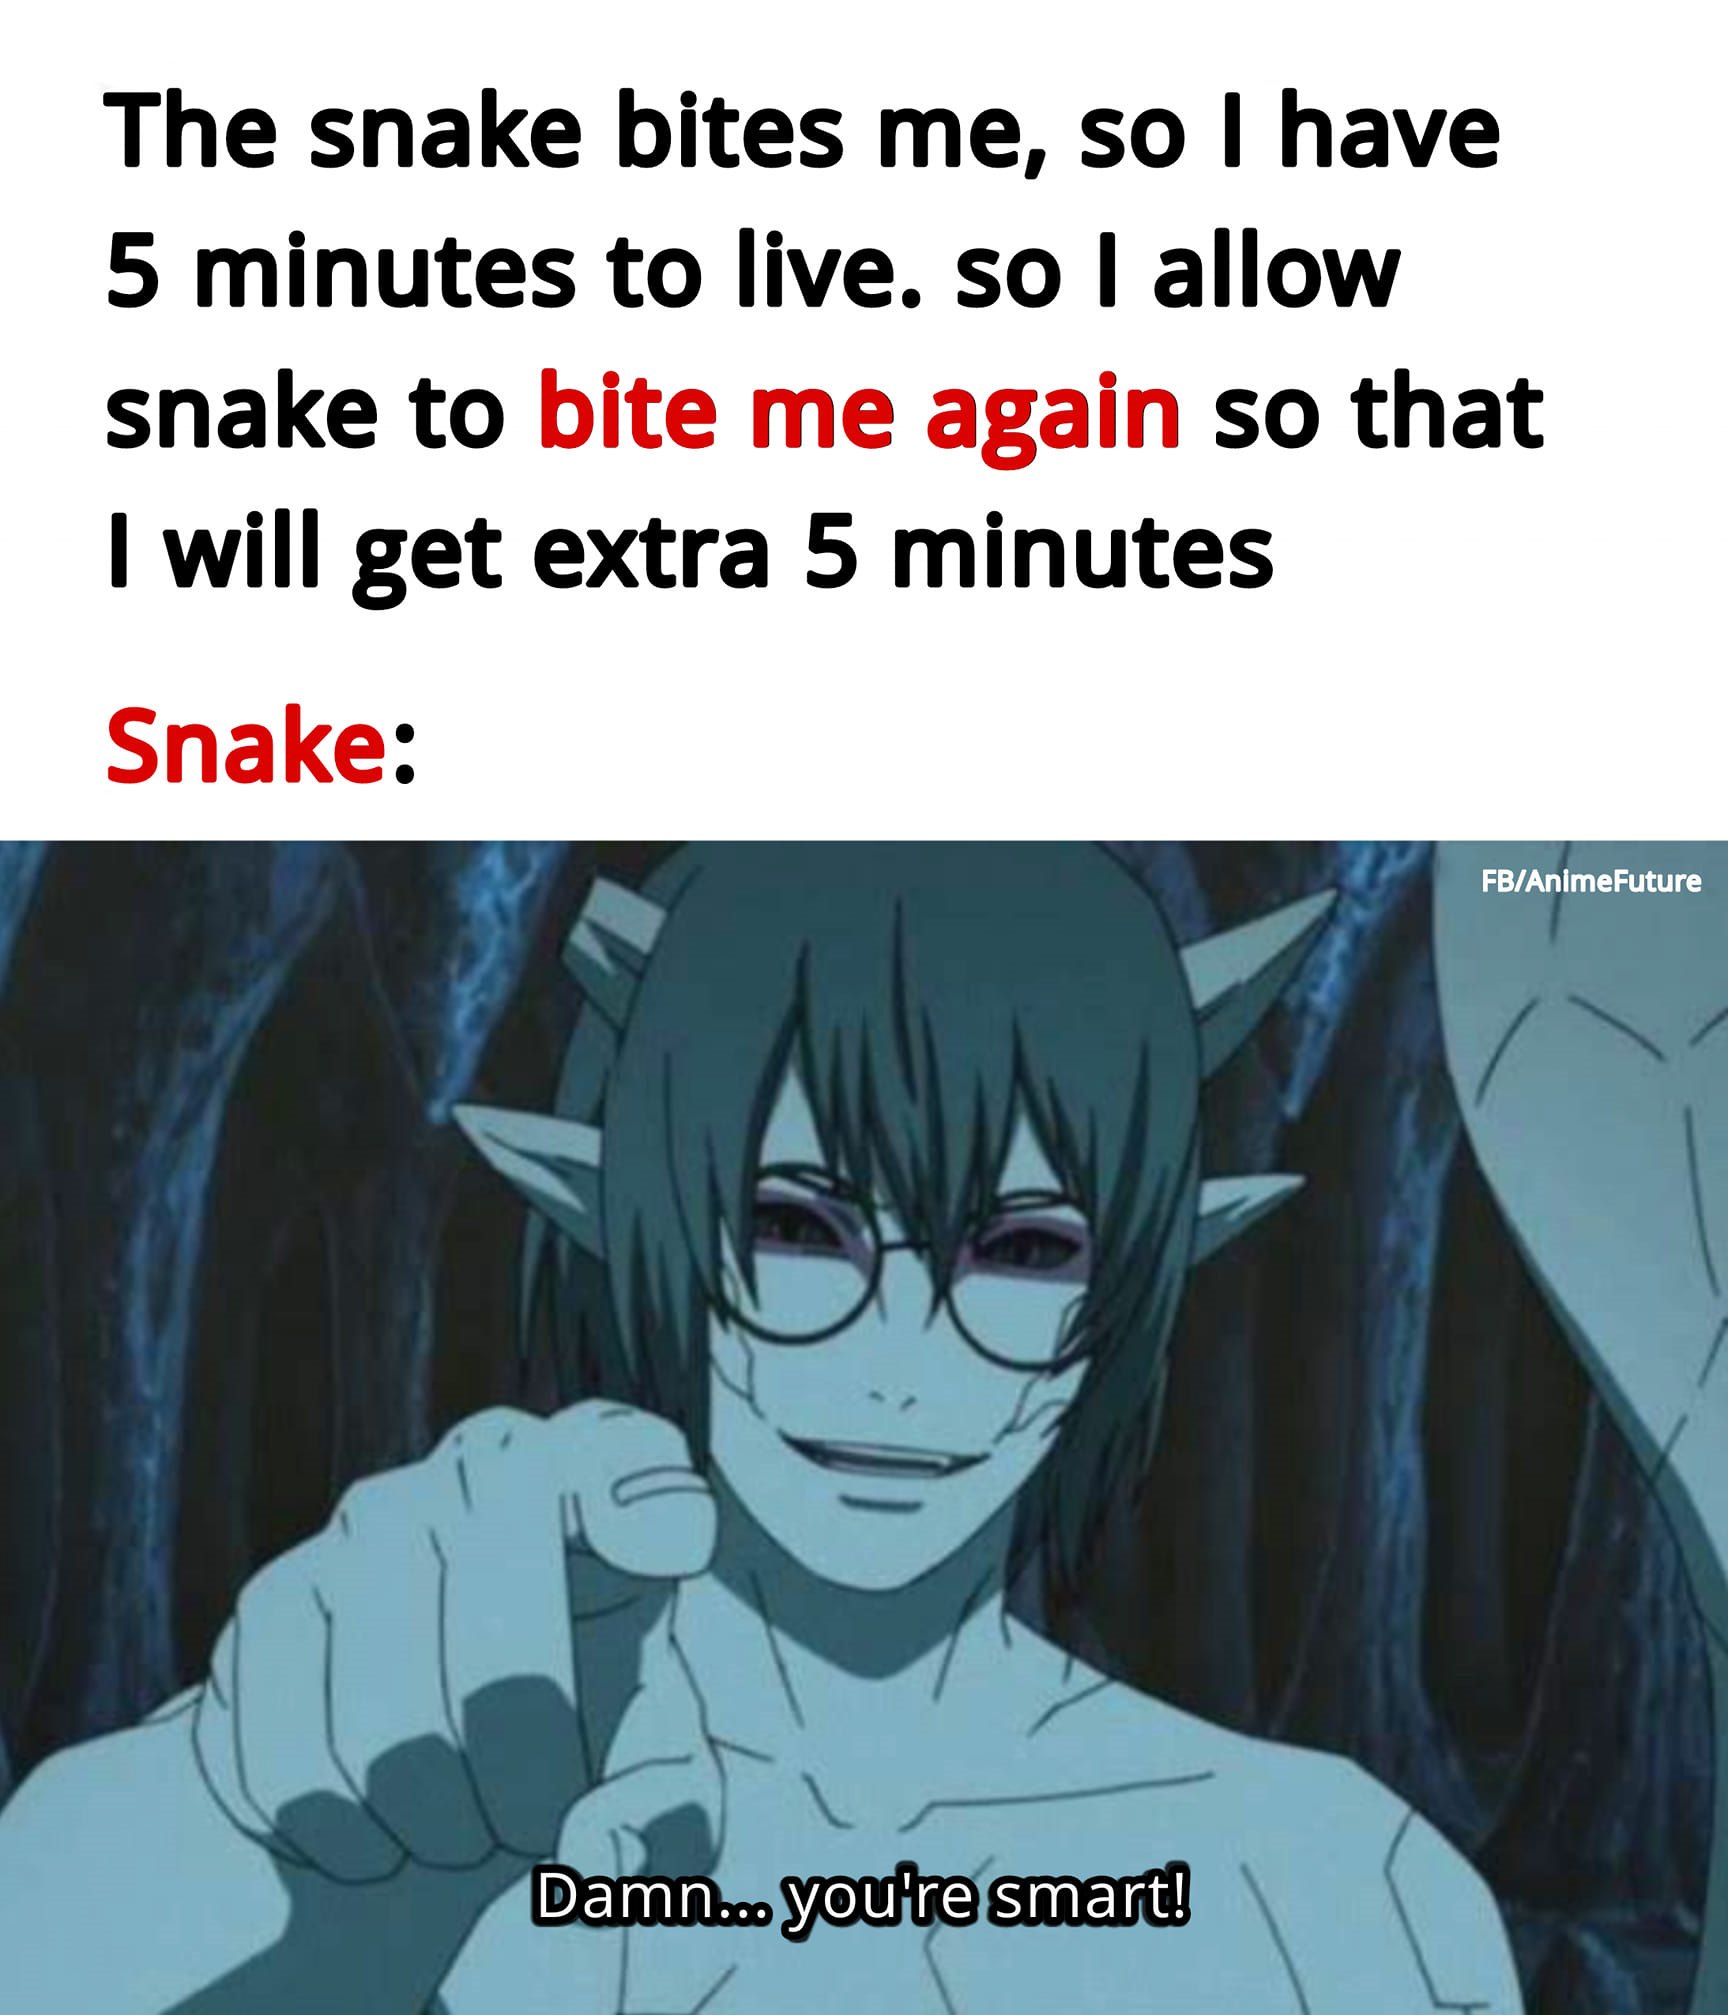 The snake bites me, so I have
5 minutes to live. so I allow
snake to bite me again so that
I will get extra 5 minutes
Snake:
FB/AnimeFuture
Damn... you're smart!